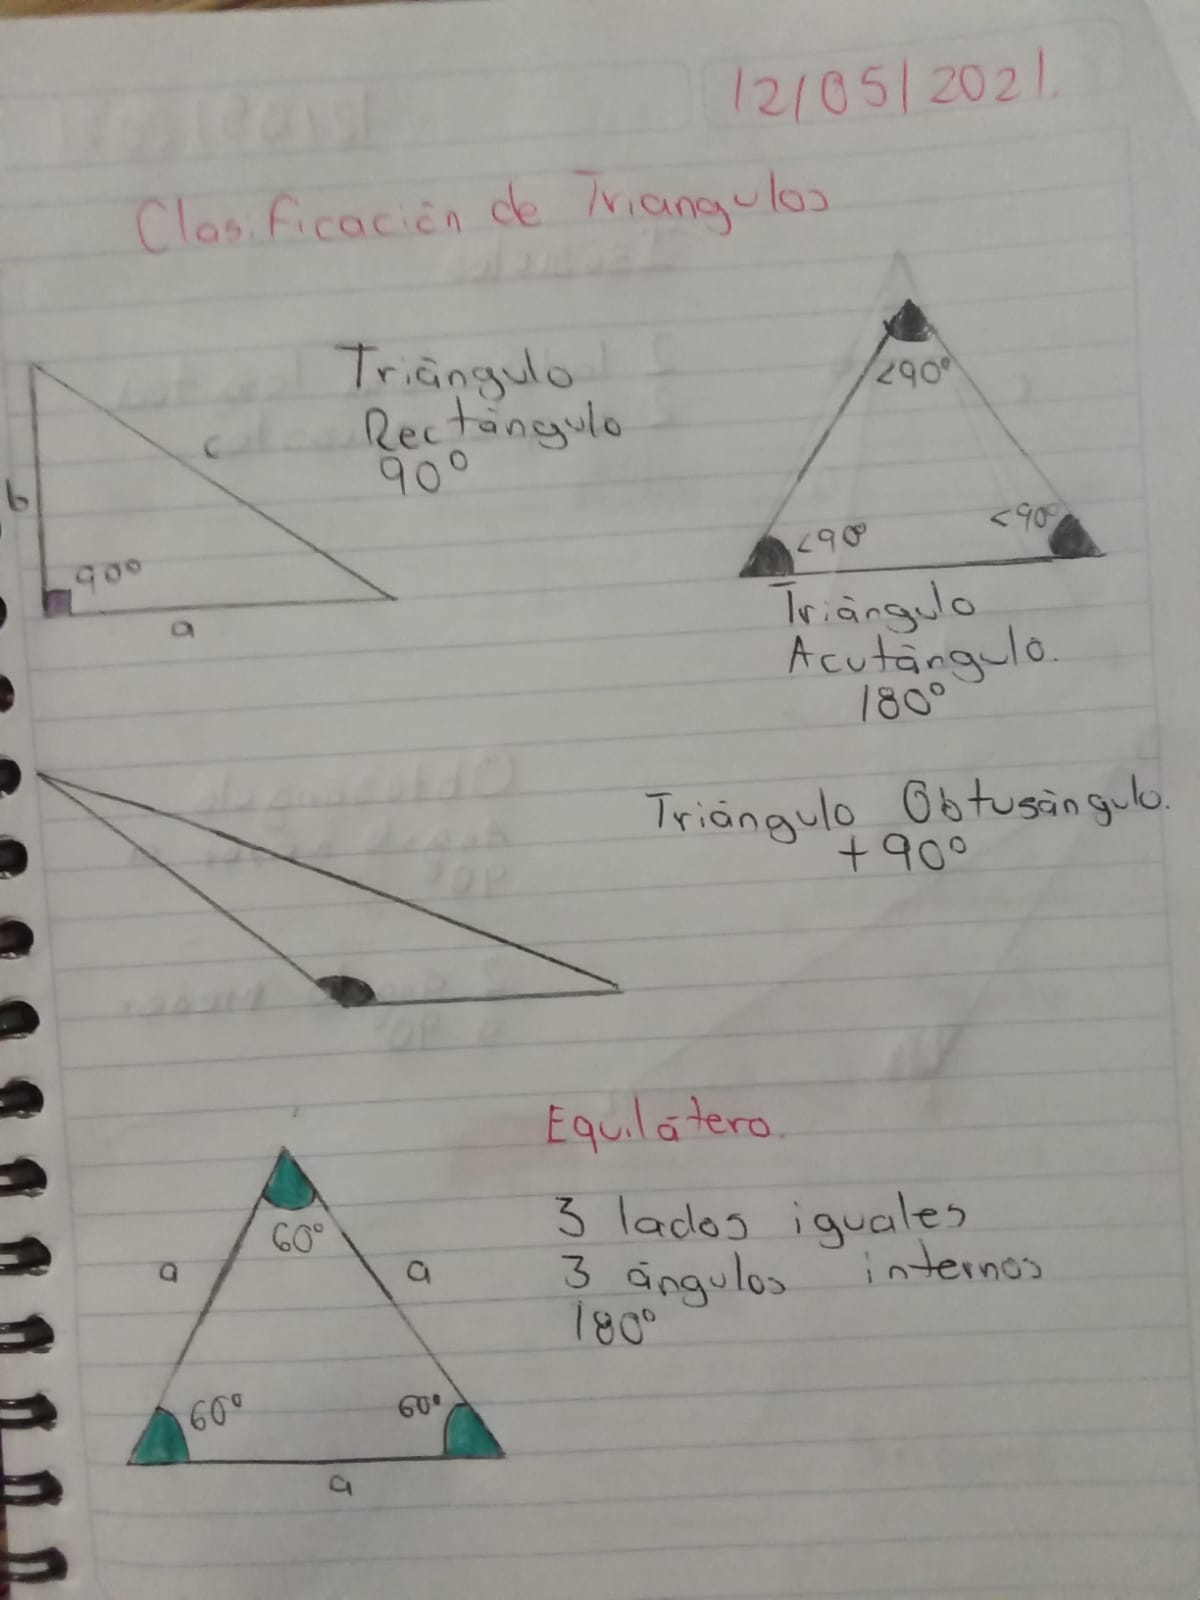 12/05/2021.
Clasificación de Triangulos
Triángulo
Rectángulo
90°
c
b
90°
a
<90°
<90°
<90°
Triángulo
Acutángulo.
180°
Triángulo Obtusángulo.
+90°
Equilátero.
60°
a
a
3 lados iguales
3 ángulos internos
180°
60°
60°
a